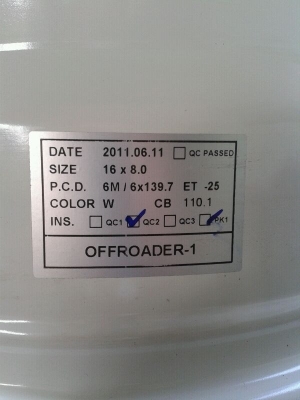 DATE 2011.06.11 QC PASSED
SIZE 16 x 8.0
P.C.D. 6M / 6x139.7 ET -25
COLOR W CB 110.1
INS. QC1 QC2 QC3 PK1
OFFROADER-1